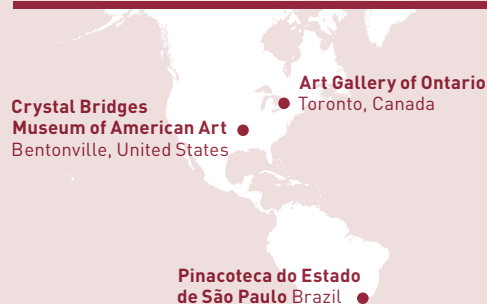 Art Gallery of Ontario
Toronto, Canada
Crystal Bridges
Museum of American Art
Bentonville, United States
Pinacoteca do Estado
de São Paulo Brazil